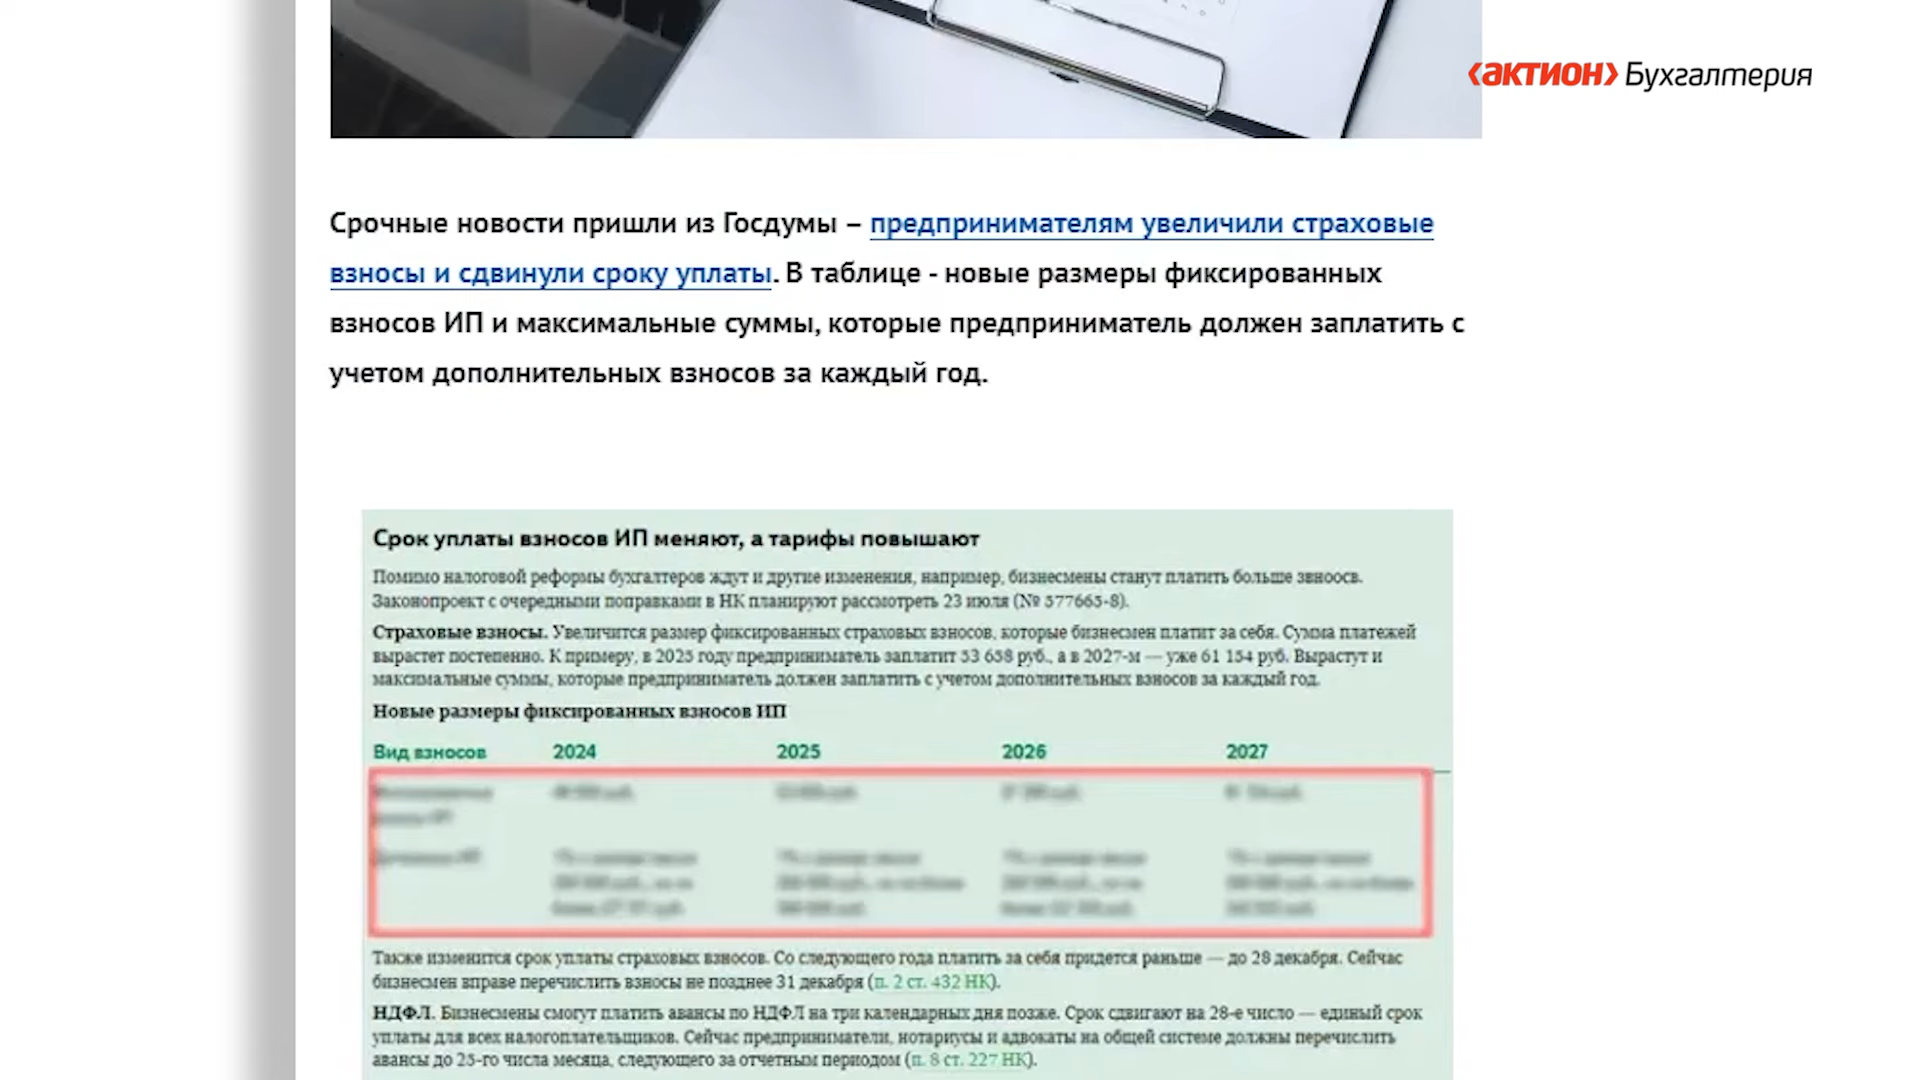 ‹АКТИОН› Бухгалтерия
Срочные новости пришли из Госдумы – предпринимателям увеличили страховые
взносы и сдвинули сроку уплаты. В таблице - новые размеры фиксированных
взносов ИП и максимальные суммы, которые предприниматель должен заплатить с
учетом дополнительных взносов за каждый год.
Срок уплаты взносов ИП меняют, а тарифы повышают
Помимо налоговой реформы бухгалтеров ждут и другие изменения, например, бизнесмены станут платить больше звноосв.
Законопроект с очередными поправками в НК планируют рассмотреть 23 июля (№ 577665-8).
Страховые взносы. Увеличится размер фиксированных страховых взносов, которые бизнесмен платит за себя. Сумма платежей
вырастет постепенно. К примеру, в 2025 году предприниматель заплатит 53 658 руб., а в 2027-м — уже 61 154 руб. Вырастут и
максимальные суммы, которые предприниматель должен заплатить с учетом дополнительных взносов за каждый год.
Новые размеры фиксированных взносов ИП
Вид взносов 2024 2025 2026 2027
Также изменится срок уплаты страховых взносов. Со следующего года платить за себя придется раньше — до 28 декабря. Сейчас
бизнесмен вправе перечислить взносы не позднее 31 декабря (п. 2 ст. 432 НК).
НДФЛ. Бизнесмены смогут платить авансы по НДФЛ на три календарных дня позже. Срок сдвигают на 28-е число — единый срок
уплаты для всех налогоплательщиков. Сейчас предприниматели, нотариусы и адвокаты на общей системе должны перечислить
авансы до 25-го числа месяца, следующего за отчетным периодом (п. 8 ст. 227 НК).